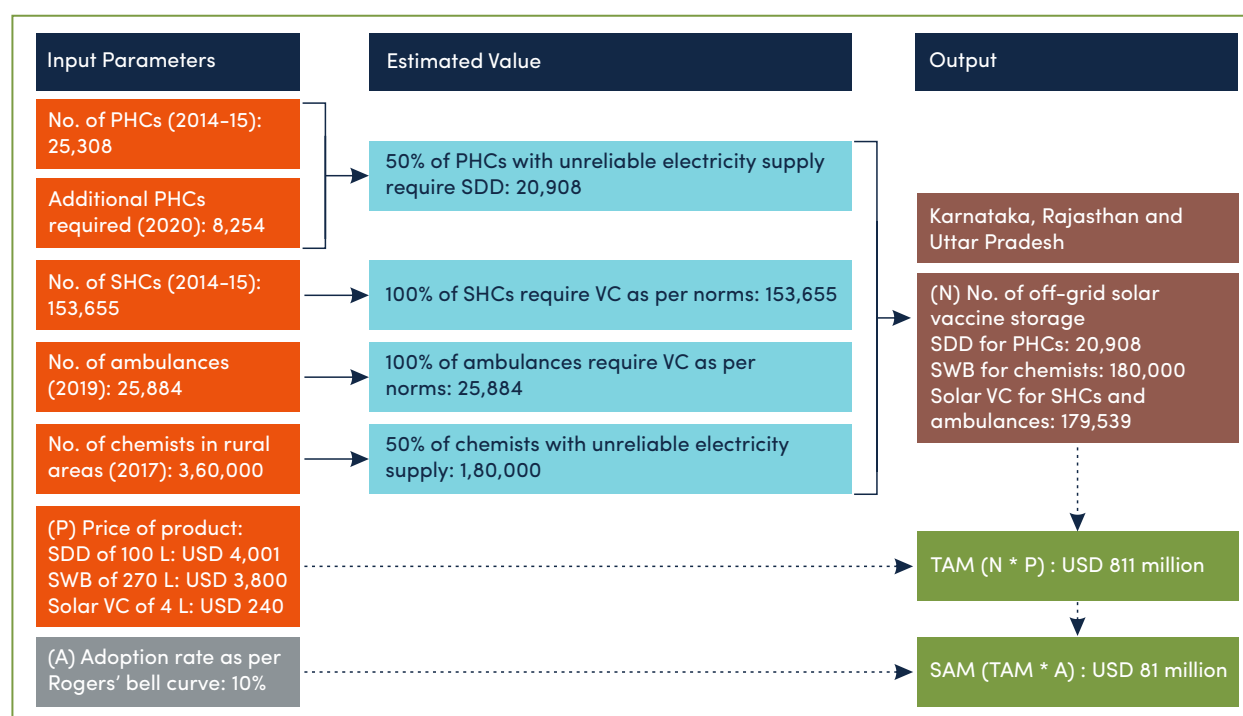 Input Parameters
Estimated Value
Output
No. of PHCs (2014-15):
25,308
Additional PHCs
required (2020): 8,254
50% of PHCs with unreliable electricity supply
require SDD: 20,908
No. of SHCs (2014-15):
153,655
100% of SHCs require VC as per norms: 153,655
No. of ambulances
(2019): 25,884
100% of ambulances require VC as per
norms: 25,884
No. of chemists in rural
areas (2017): 3,60,000
50% of chemists with unreliable electricity
supply: 1,80,000
Karnataka, Rajasthan and
Uttar Pradesh
(N) No. of off-grid solar
vaccine storage
SDD for PHCs: 20,908
SWB for chemists: 180,000
Solar VC for SHCs and
ambulances: 179,539
(P) Price of product:
SDD of 100 L: USD 4,001
SWB of 270 L: USD 3,800
Solar VC of 4 L: USD 240
TAM (N * P) : USD 811 million
(A) Adoption rate as per
Rogers' bell curve: 10%
SAM (TAM * A) : USD 81 million